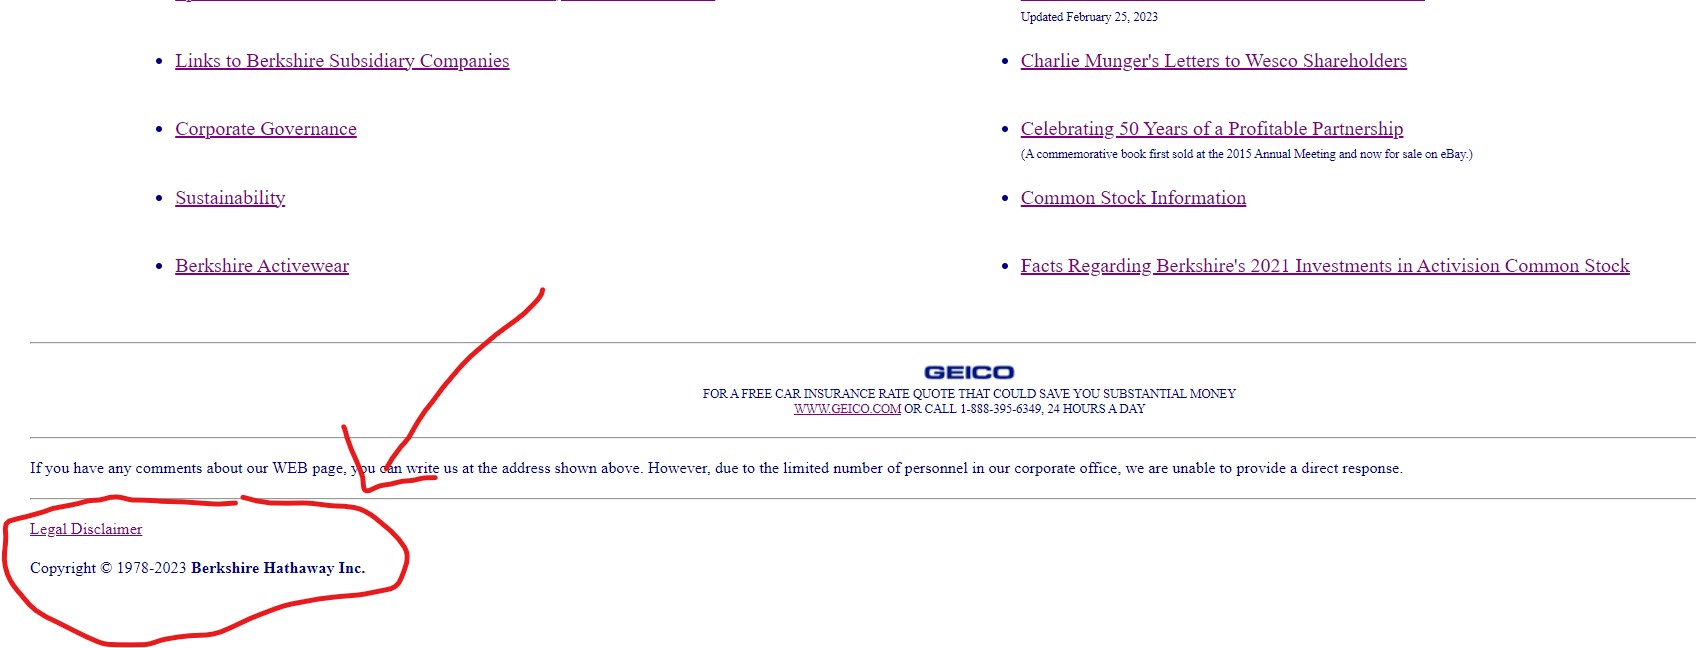 Updated February 25, 2023
Links to Berkshire Subsidiary Companies
Charlie Munger's Letters to Wesco Shareholders
Corporate Governance
Celebrating 50 Years of a Profitable Partnership
(A commemorative book first sold at the 2015 Annual Meeting and now for sale on eBay.)
Sustainability
Common Stock Information
Berkshire Activewear
Facts Regarding Berkshire's 2021 Investments in Activision Common Stock
GEICO
FOR A FREE CAR INSURANCE RATE QUOTE THAT COULD SAVE YOU SUBSTANTIAL MONEY
WWW.GEICO.COM OR CALL 1-888-395-6349, 24 HOURS A DAY
If you have any comments about our WEB page, you can write us at the address shown above. However, due to the limited number of personnel in our corporate office, we are unable to provide a direct response.
Legal Disclaimer
Copyright © 1978-2023 Berkshire Hathaway Inc.